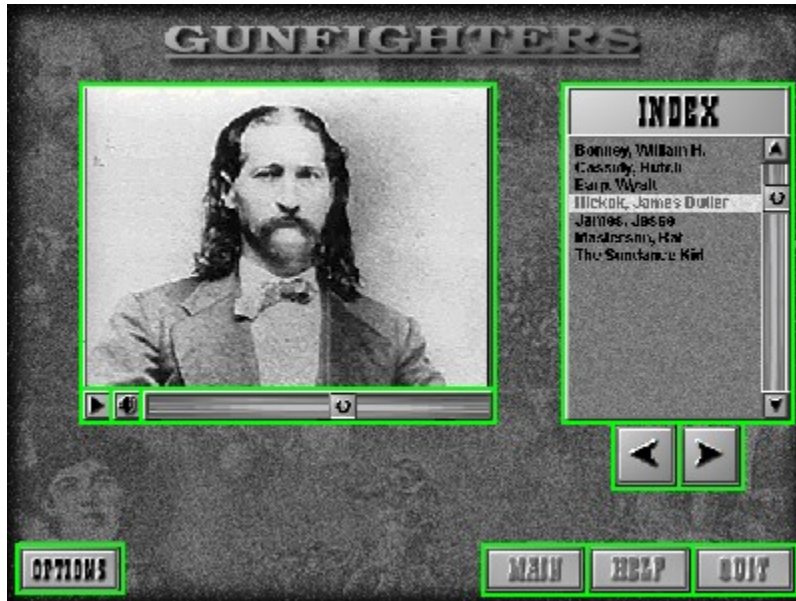 GUNFIGHTERS
INDEX
Bonney, William H.
Cassidy, Butch
Earp, Wyatt
Hickok, James Butler
James, Jesse
Masterson, Bat
The Sundance Kid
OPTIONS
MAIN
HELP
QUIT